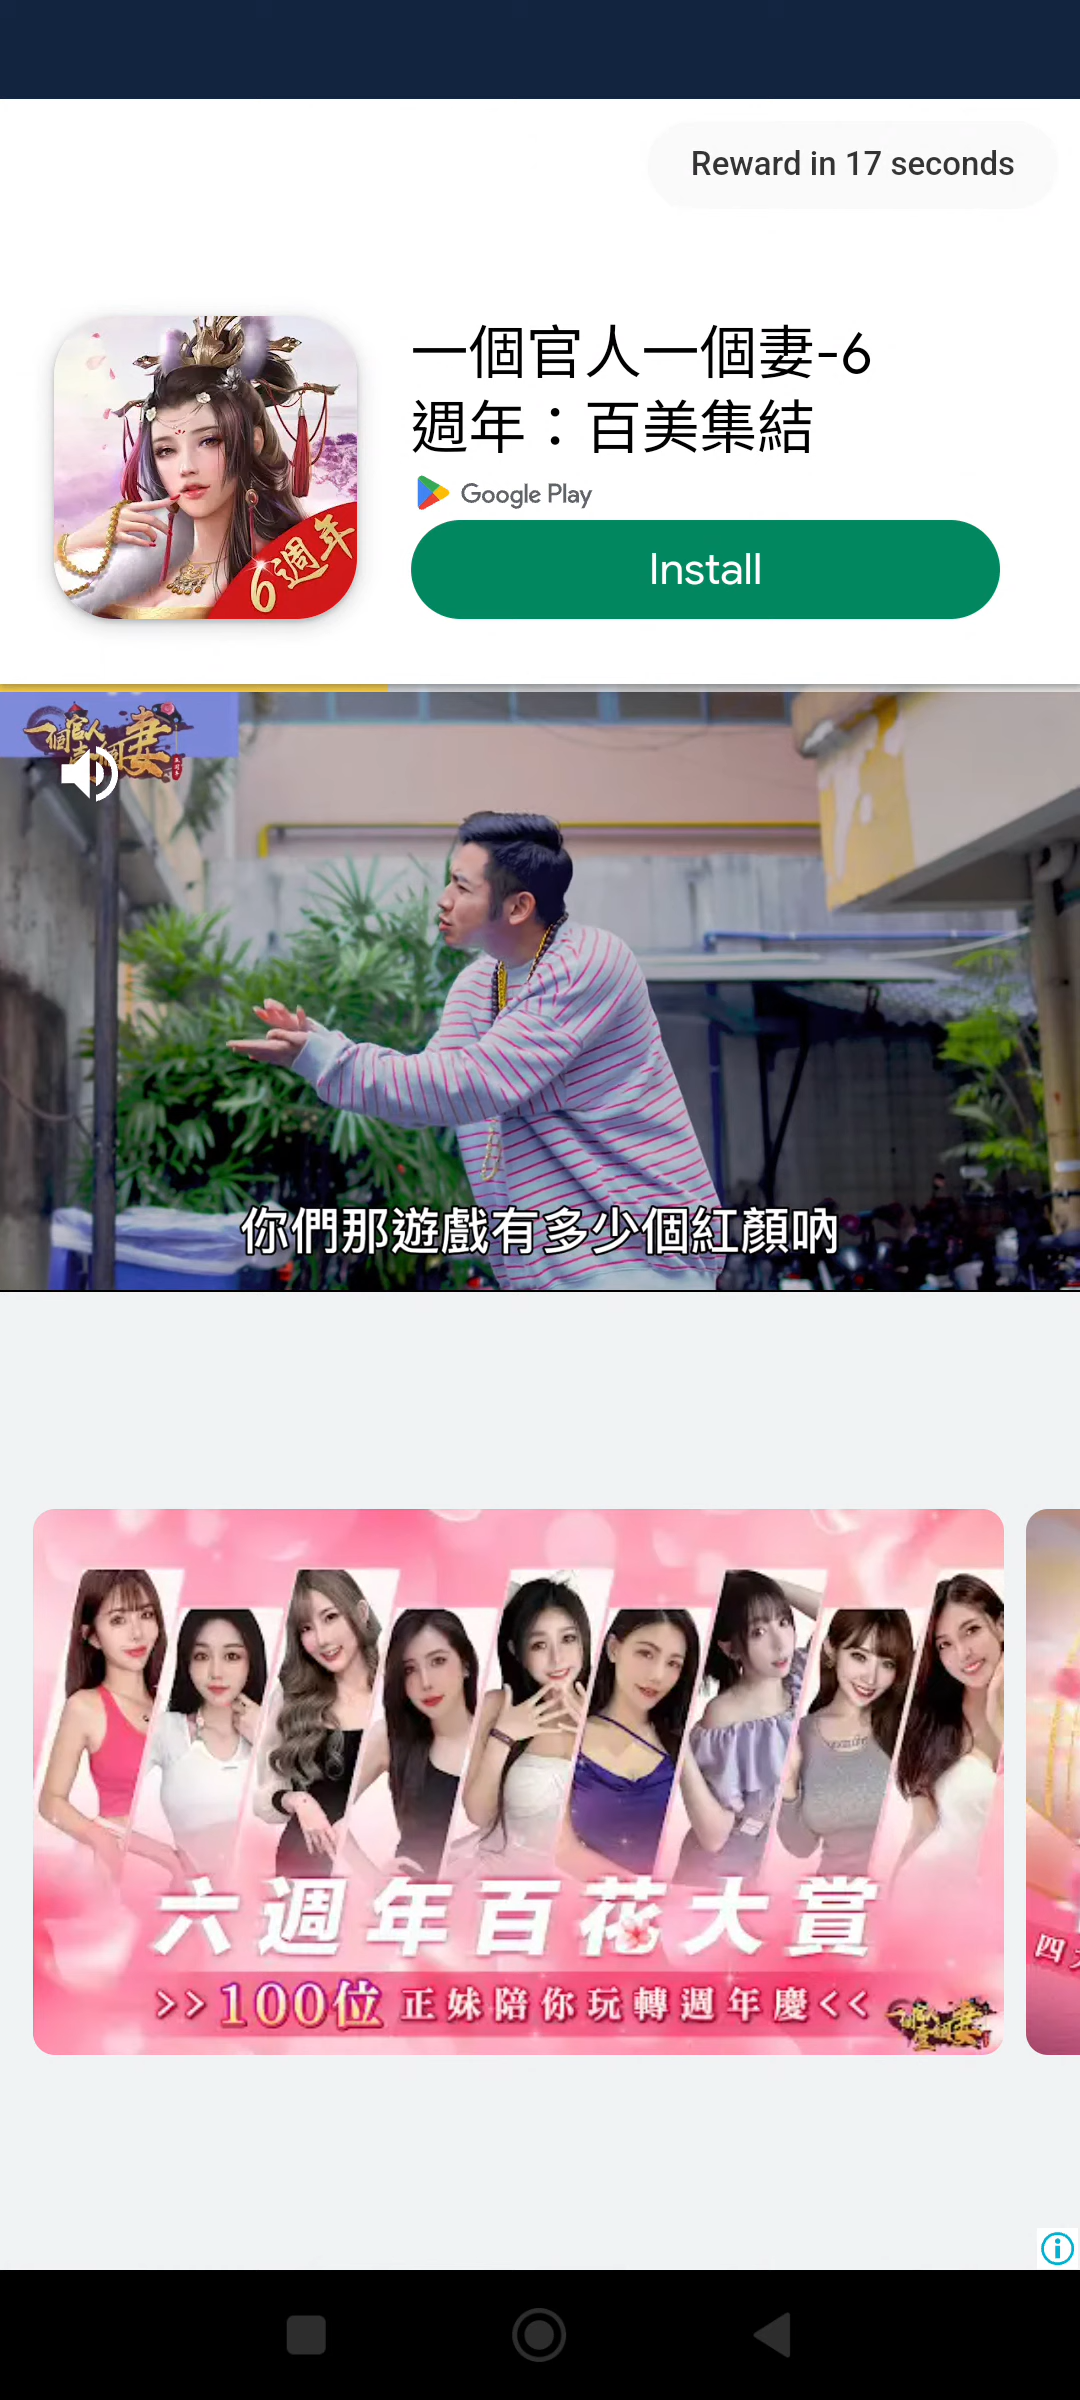 Reward in 17 seconds
一個官人一個妻-6
週年：百美集結
Google Play
6週年
Install
你們那遊戲有多少個紅顏吶
六週年百花大賞
>>100位 正妹陪你玩轉週年慶<<
四